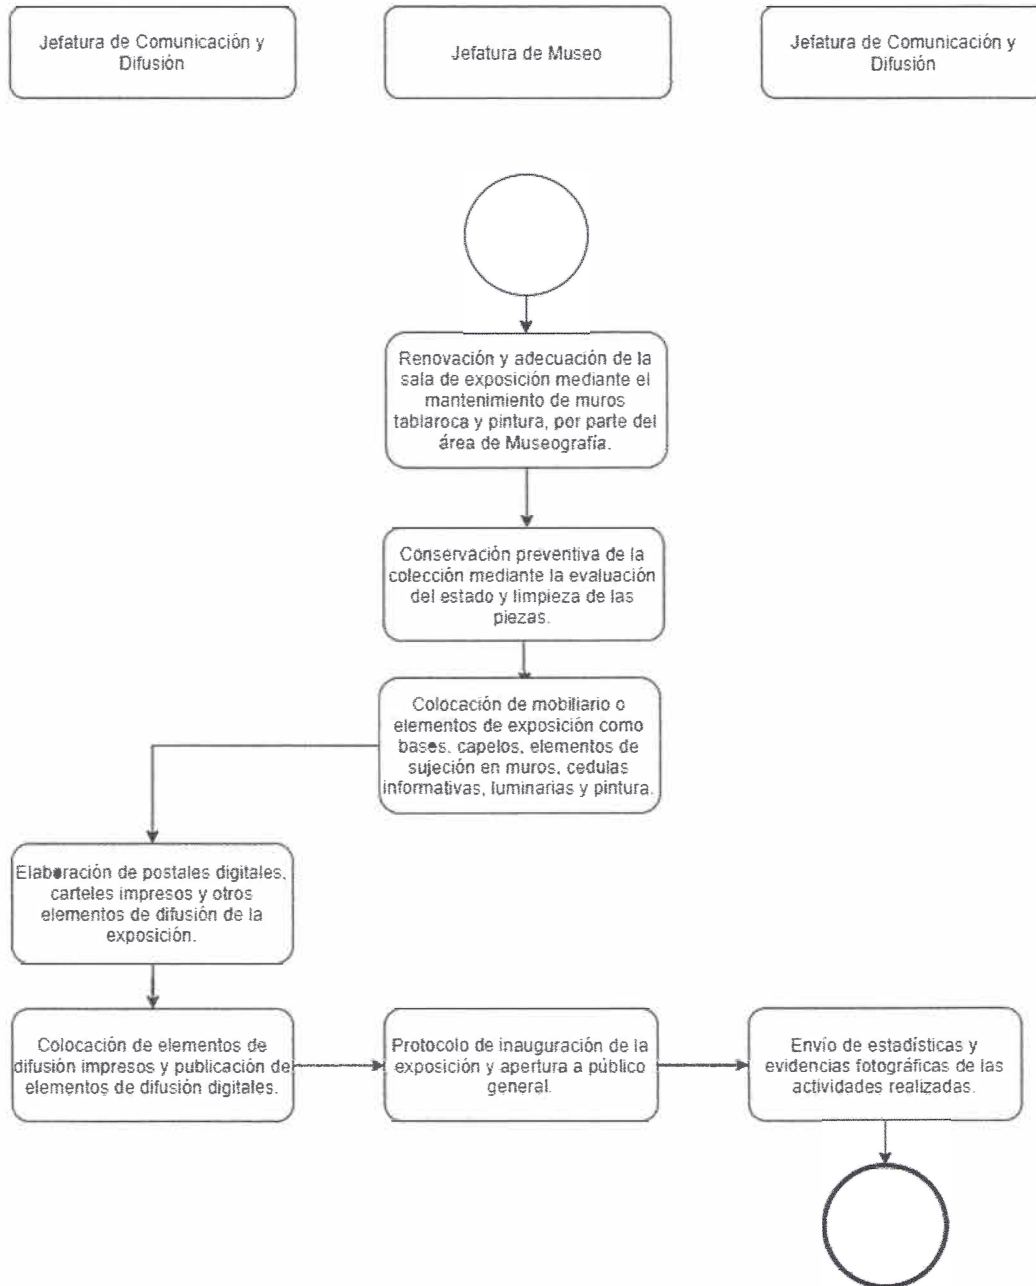 Jefatura de Comunicación y
Difusión
Jefatura de Museo
Jefatura de Comunicación y
Difusión
Renovación y adecuación de la
sala de exposición mediante el
mantenimiento de muros
tablaroca y pintura, por parte del
área de Museografía.
Conservación preventiva de la
colección mediante la evaluación
del estado y limpieza de las
piezas.
Colocación de mobiliario o
elementos de exposición como
bases, capelos, elementos de
sujeción en muros, cedulas
informativas, luminarias y pintura.
Elaboración de postales digitales,
carteles impresos y otros
elementos de difusión de la
exposición.
Colocación de elementos de
difusión impresos y publicación de
elementos de difusión digitales.
Protocolo de inauguración de la
exposición y apertura a público
general.
Envío de estadísticas y
evidencias fotográficas de las
actividades realizadas.